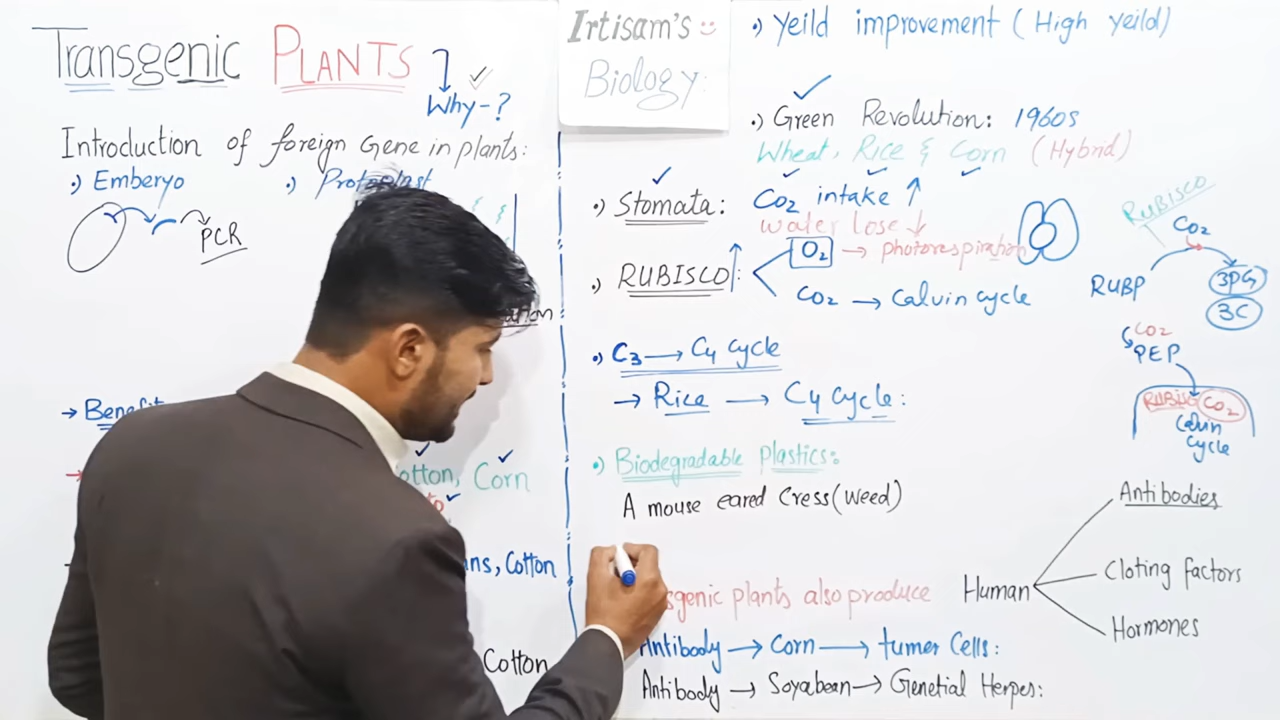 Transgenic PLANTS
Why-?
Introduction of foreign Gene in plants:
·) Emberyo ·) Protoplast
PCR
→ Benefit
otton, Corn
ns, Cotton
Cotton
Irtisam's
Biology:
·) Yeild improvement (High yeild)
·) Green Revolution: 1960s
Wheat, Rice & Corn (Hybrid)
·) Stomata: CO2 intake ↑
water lose ↓
·) RUBISCO ↑: O2 → photorespiration
CO2 → Calvin cycle
RUBISCO
CO2
RUBP
3PG
3C
·) C3 → C4 cycle
→ Rice → C4 cycle:
CO2
PEP
RUBISCO CO2
Calvin
cycle
·) Biodegradable plastics:
A mouse eared Cress (weed)
sgenic plants also produce Human
Antibodies
Cloting factors
Hormones
Antibody → Corn → tumer Cells:
Antibody → Soyabean → Genetial Herpes: